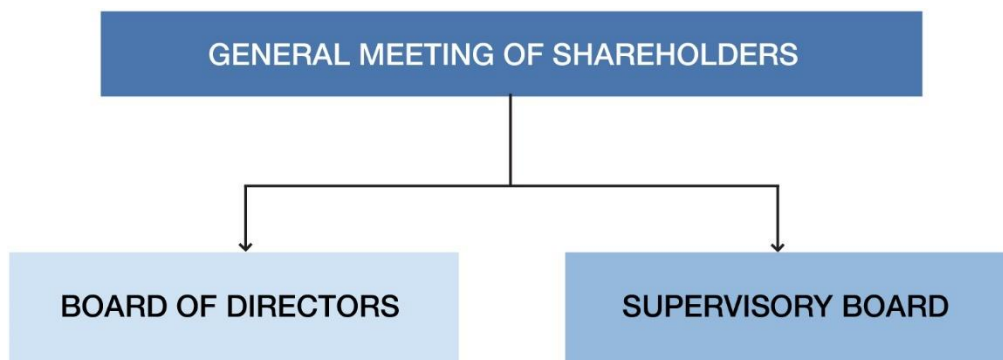 GENERAL MEETING OF SHAREHOLDERS
BOARD OF DIRECTORS
SUPERVISORY BOARD